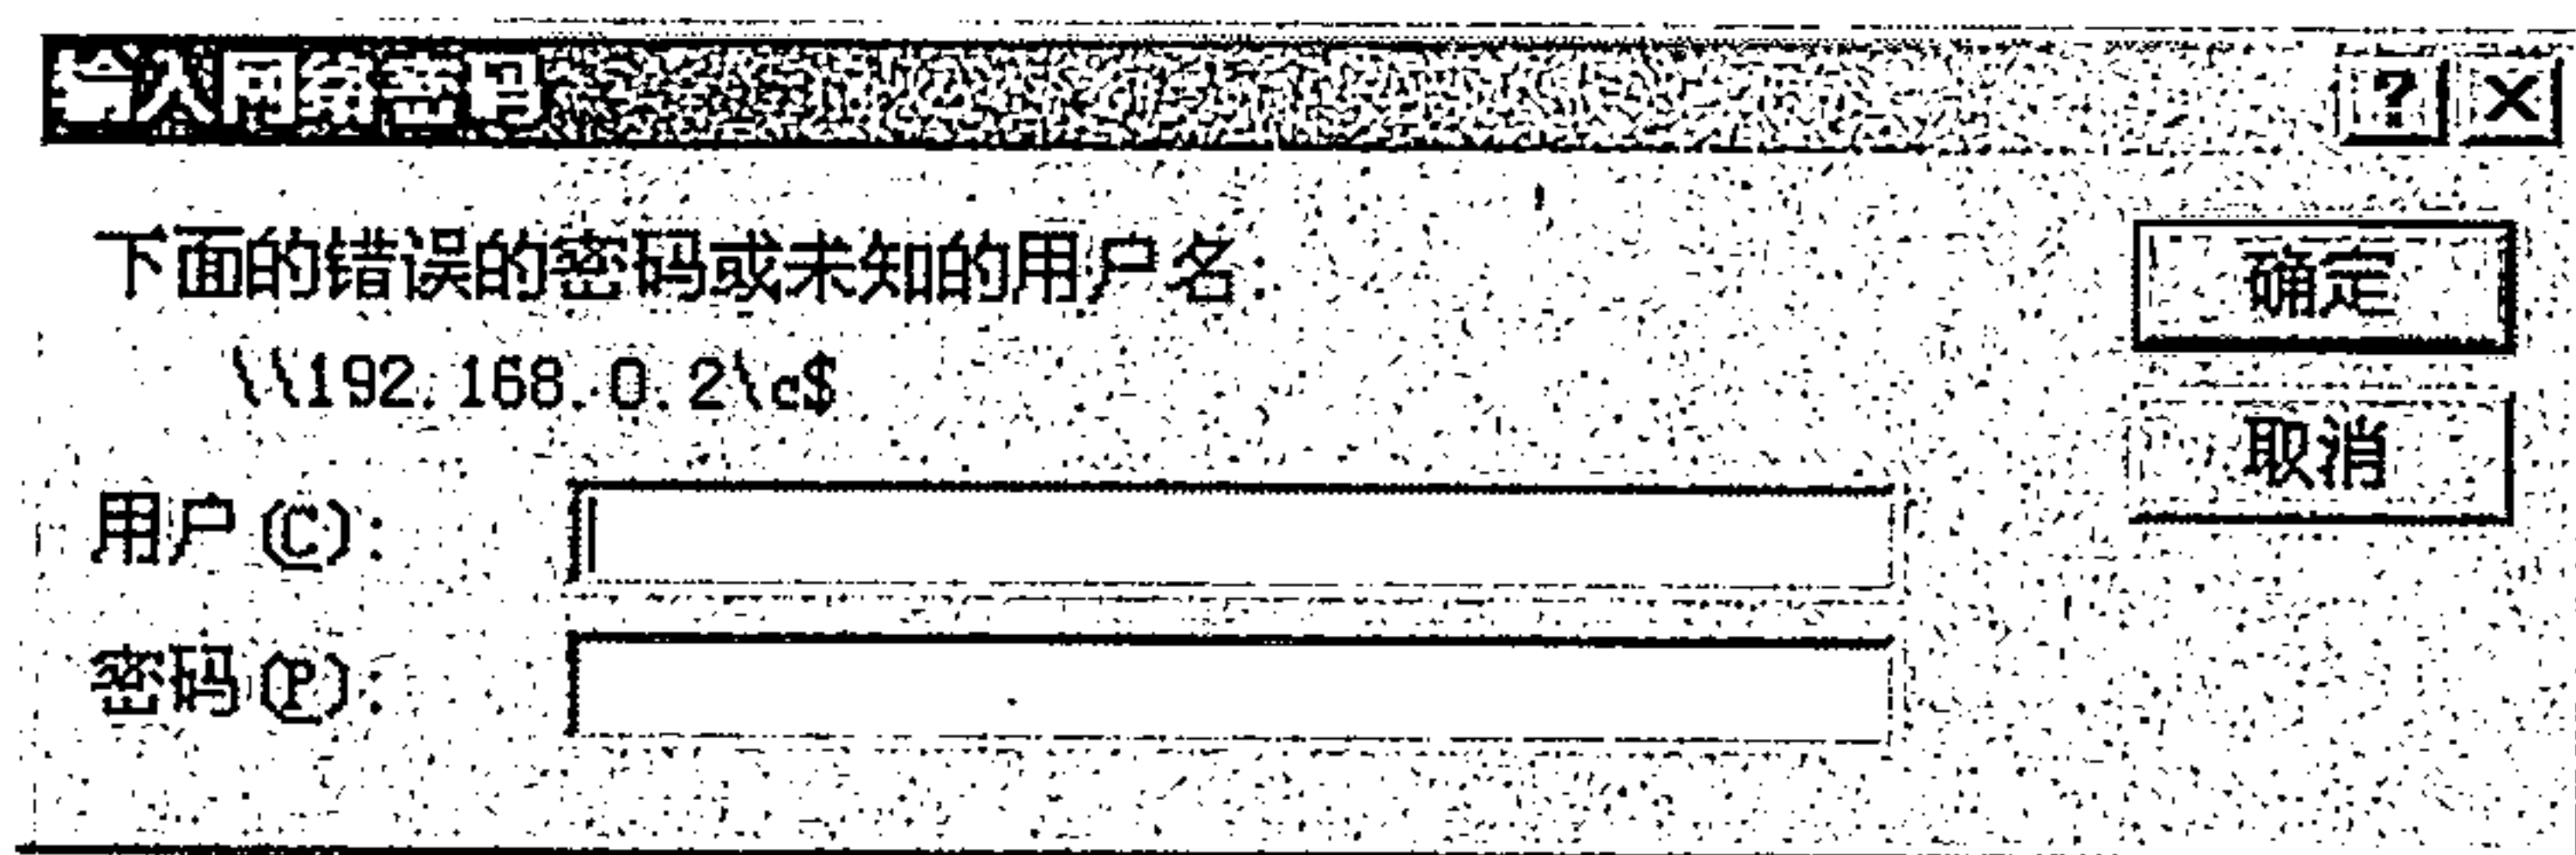 输入网络密码
下面的错误的密码或未知的用户名:
\\192.168.0.2\c$
确定
取消
用户(C):
密码(P):